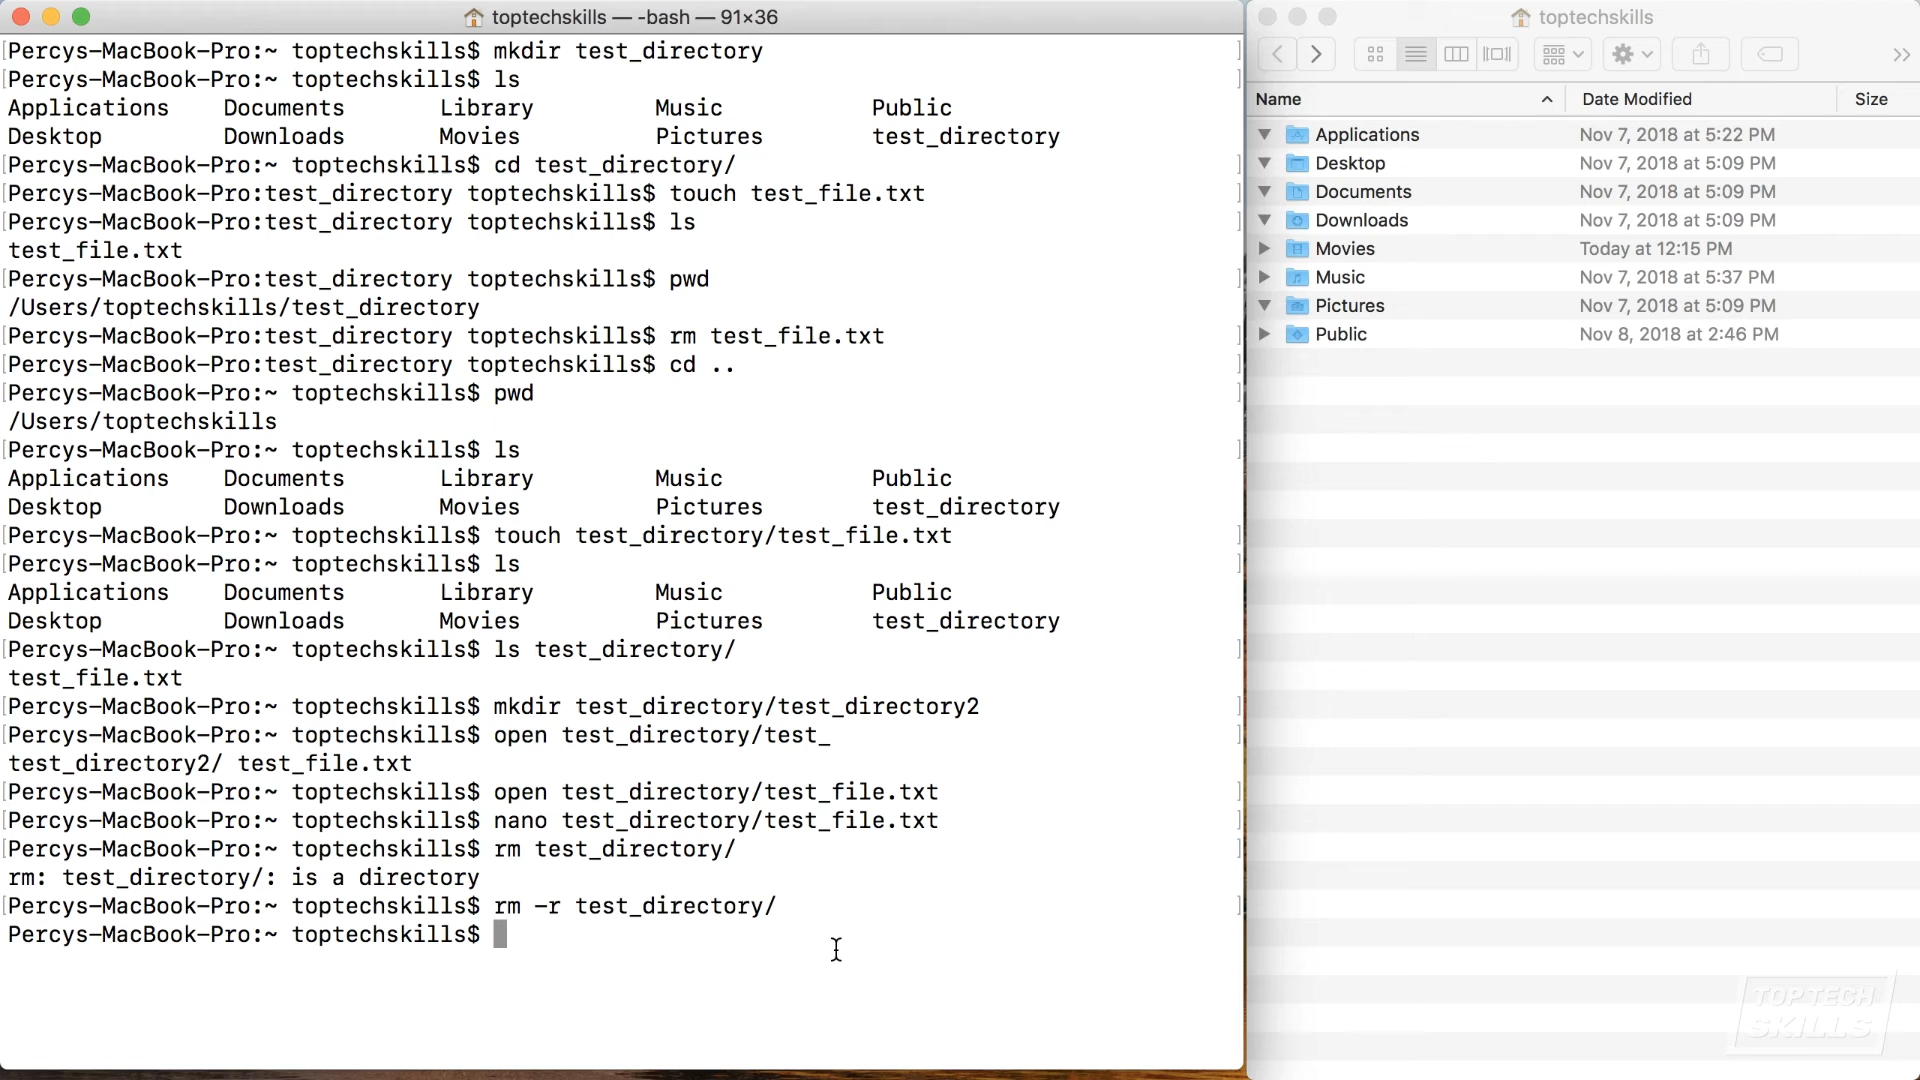 toptechskills — -bash — 91×36
Percys-MacBook-Pro:~ toptechskills$ mkdir test_directory
Percys-MacBook-Pro:~ toptechskills$ ls
Applications Documents Library Music Public
Desktop Downloads Movies Pictures test_directory
Percys-MacBook-Pro:~ toptechskills$ cd test_directory/
Percys-MacBook-Pro:test_directory toptechskills$ touch test_file.txt
Percys-MacBook-Pro:test_directory toptechskills$ ls
test_file.txt
Percys-MacBook-Pro:test_directory toptechskills$ pwd
/Users/toptechskills/test_directory
Percys-MacBook-Pro:test_directory toptechskills$ rm test_file.txt
Percys-MacBook-Pro:test_directory toptechskills$ cd ..
Percys-MacBook-Pro:~ toptechskills$ pwd
/Users/toptechskills
Percys-MacBook-Pro:~ toptechskills$ ls
Applications Documents Library Music Public
Desktop Downloads Movies Pictures test_directory
Percys-MacBook-Pro:~ toptechskills$ touch test_directory/test_file.txt
Percys-MacBook-Pro:~ toptechskills$ ls
Applications Documents Library Music Public
Desktop Downloads Movies Pictures test_directory
Percys-MacBook-Pro:~ toptechskills$ ls test_directory/
test_file.txt
Percys-MacBook-Pro:~ toptechskills$ mkdir test_directory/test_directory2
Percys-MacBook-Pro:~ toptechskills$ open test_directory/test_
test_directory2/ test_file.txt
Percys-MacBook-Pro:~ toptechskills$ open test_directory/test_file.txt
Percys-MacBook-Pro:~ toptechskills$ nano test_directory/test_file.txt
Percys-MacBook-Pro:~ toptechskills$ rm test_directory/
rm: test_directory/: is a directory
Percys-MacBook-Pro:~ toptechskills$ rm -r test_directory/
Percys-MacBook-Pro:~ toptechskills$
toptechskills
Name Date Modified Size
Applications Nov 7, 2018 at 5:22 PM
Desktop Nov 7, 2018 at 5:09 PM
Documents Nov 7, 2018 at 5:09 PM
Downloads Nov 7, 2018 at 5:09 PM
Movies Today at 12:15 PM
Music Nov 7, 2018 at 5:37 PM
Pictures Nov 7, 2018 at 5:09 PM
Public Nov 8, 2018 at 2:46 PM
TOP TECH
SKILLS